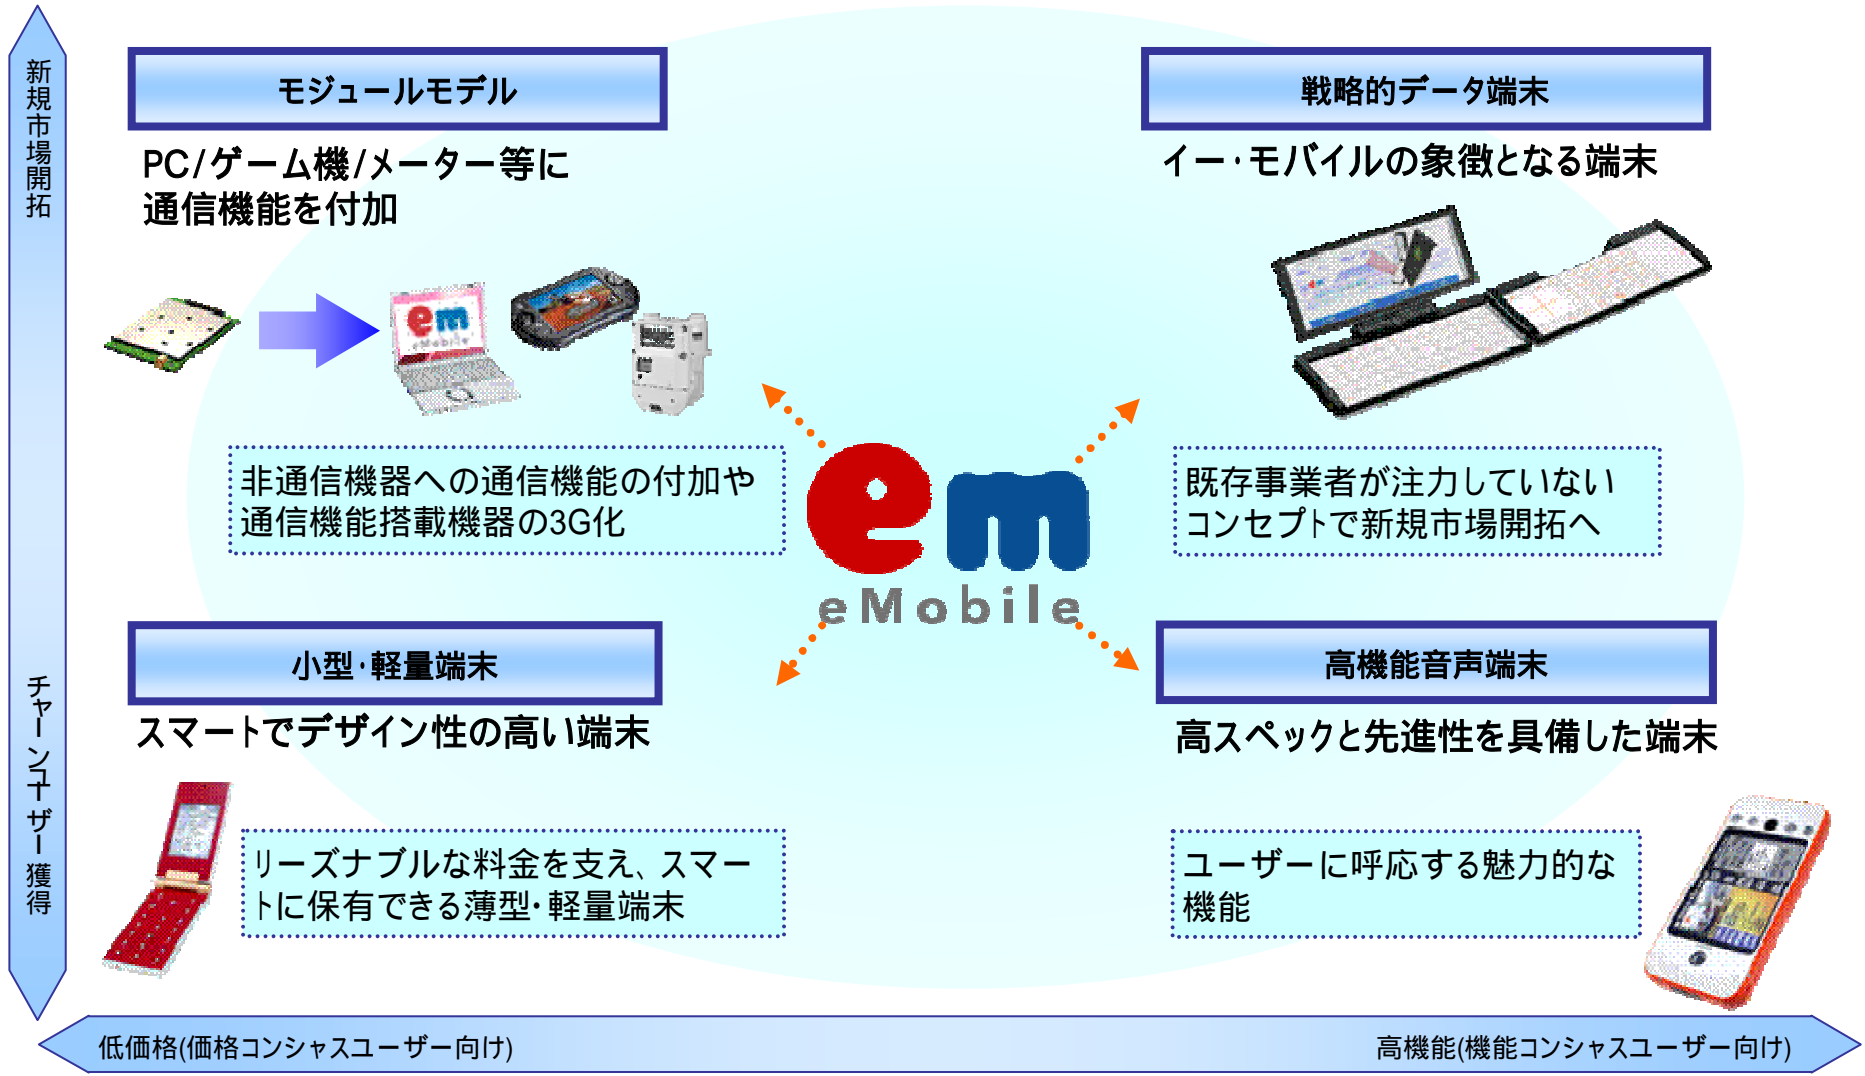 新規市場開拓
モジュールモデル
PC/ゲーム機/メーター等に
通信機能を付加
em
eMobile
非通信機器への通信機能の付加や
通信機能搭載機器の3G化
戦略的データ端末
イー・モバイルの象徴となる端末
既存事業者が注力していない
コンセプトで新規市場開拓へ
em
eMobile
チャーンユーザー獲得
小型・軽量端末
スマートでデザイン性の高い端末
リーズナブルな料金を支え、スマー
トに保有できる薄型・軽量端末
高機能音声端末
高スペックと先進性を具備した端末
ユーザーに呼応する魅力的な
機能
低価格(価格コンシャスユーザー向け)
高機能(機能コンシャスユーザー向け)